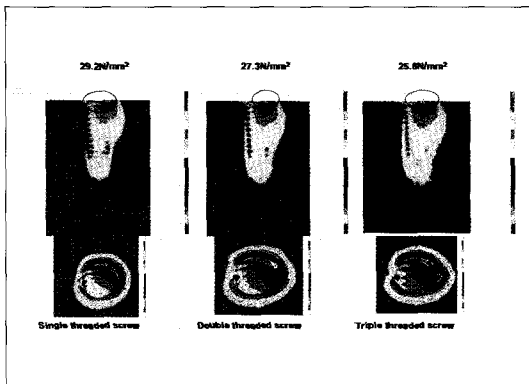 29.2N/mm²
27.3N/mm²
25.8N/mm²
Single threaded screw
Double threaded screw
Triple threaded screw